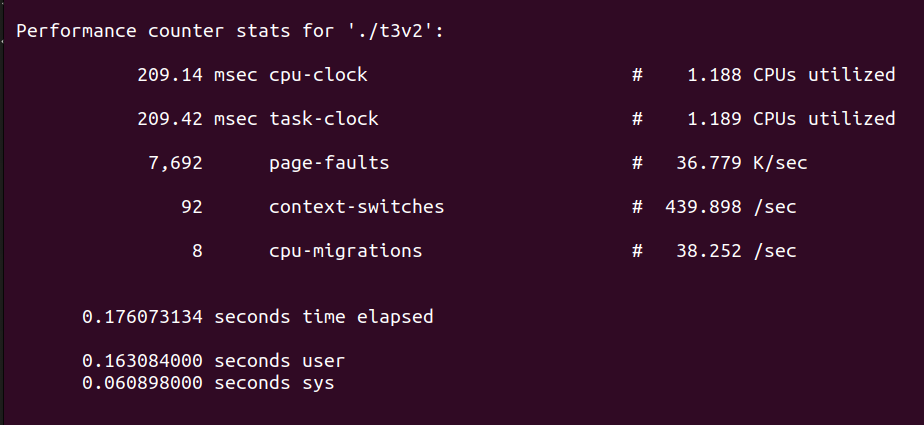 Performance counter stats for './t3v2':
209.14 msec cpu-clock # 1.188 CPUs utilized
209.42 msec task-clock # 1.189 CPUs utilized
7,692 page-faults # 36.779 K/sec
92 context-switches # 439.898 /sec
8 cpu-migrations # 38.252 /sec
0.176073134 seconds time elapsed
0.163084000 seconds user
0.060898000 seconds sys